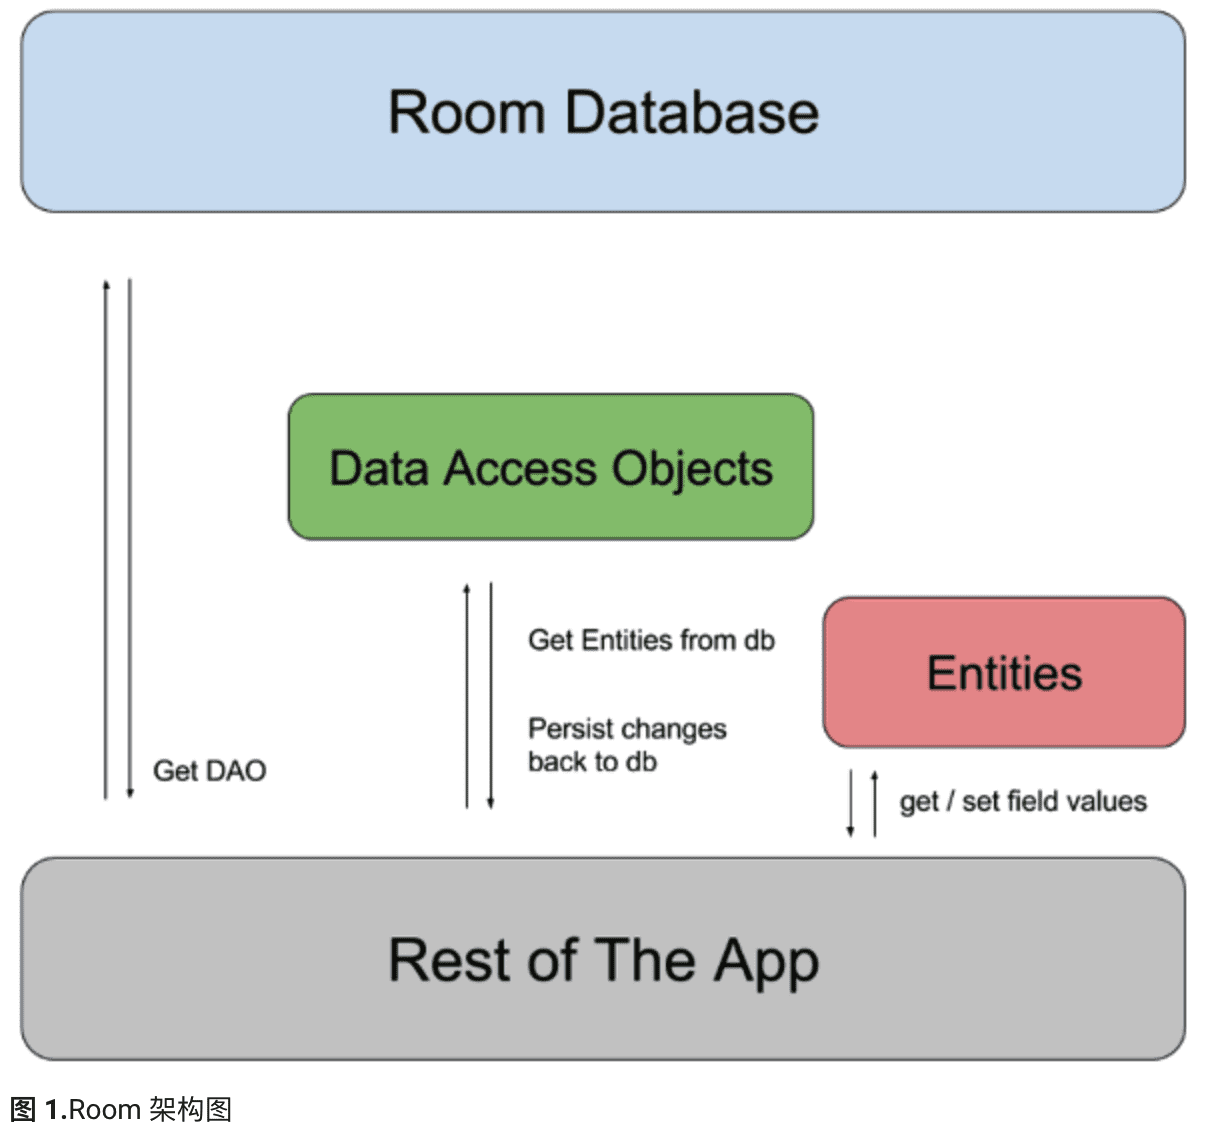 Room Database
Data Access Objects
Get Entities from db
Entities
Persist changes
back to db
Get DAO
get / set field values
Rest of The App
图 1.Room 架构图